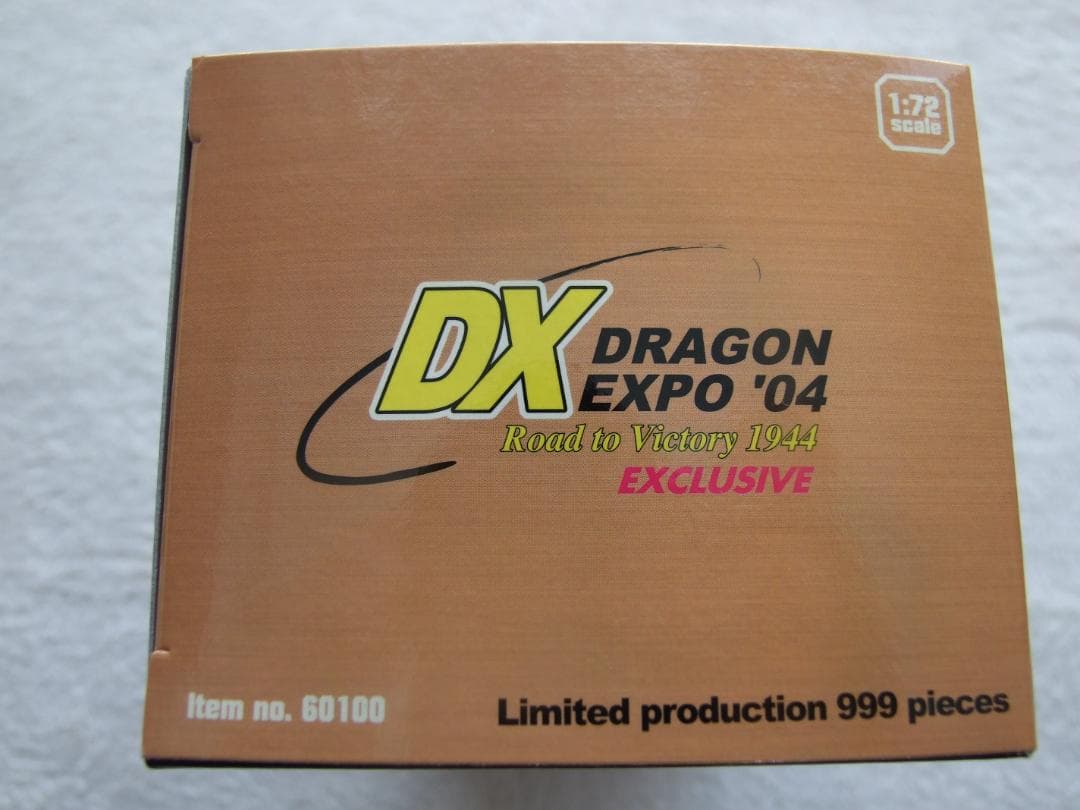 1:72
scale
DX
DRAGON
EXPO '04
Road to Victory 1944
EXCLUSIVE
Item no. 60100
Limited production 999 pieces